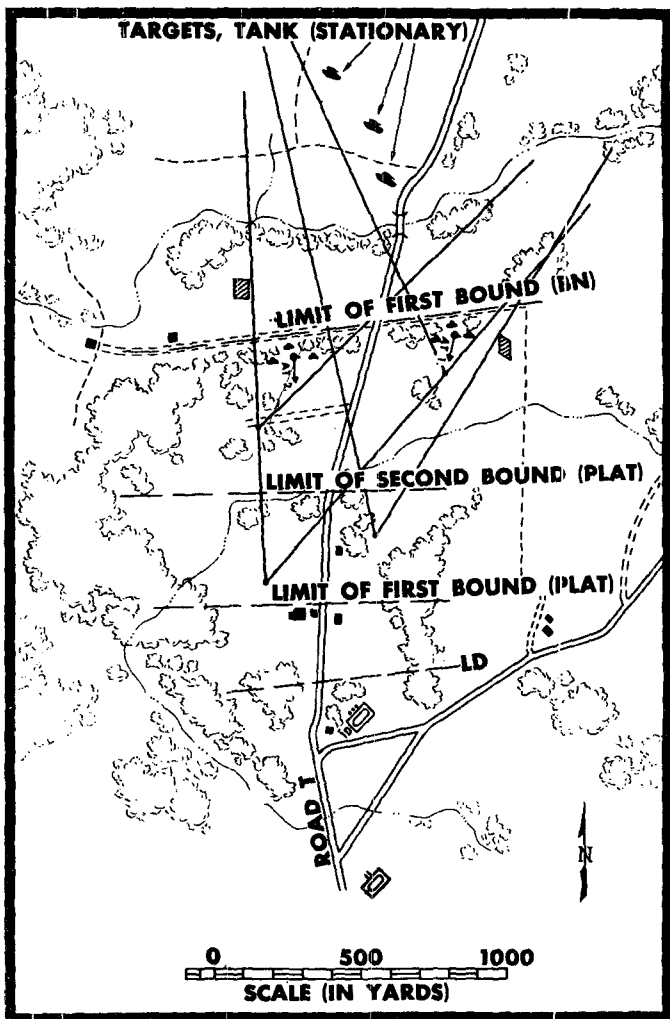 TARGETS, TANK (STATIONARY)
LIMIT OF FIRST BOUND (BN)
AT
LIMIT OF SECOND BOUND (PLAT)
LIMIT OF FIRST BOUND (PLAT)
LD
ROAD T
N
0 500 1000
SCALE (IN YARDS)